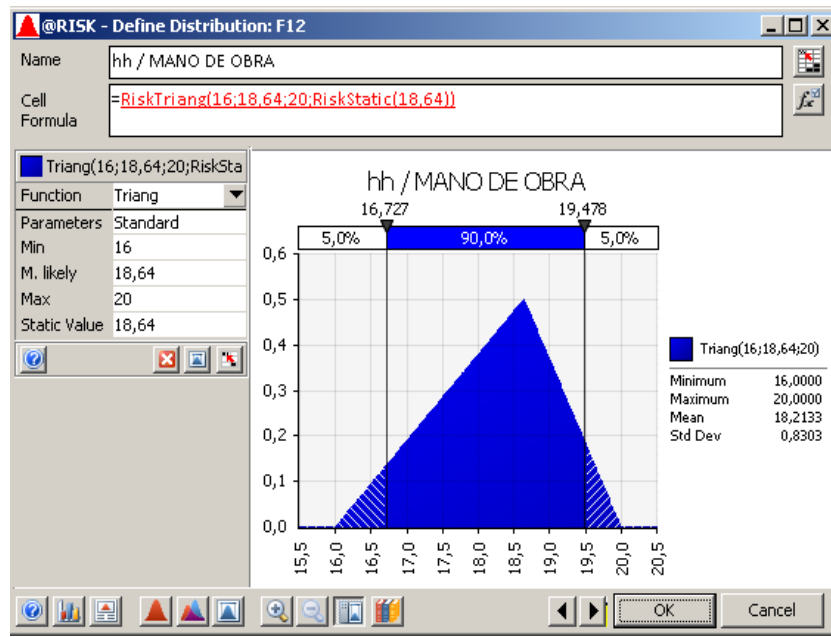 @RISK - Define Distribution: F12
Name
hh / MANO DE OBRA
Cell Formula
=RiskTriang(16;18,64;20;RiskStatic(18,64))
Triang(16;18,64;20;RiskSta
Function Triang
Parameters Standard
Min 16
M. likely 18,64
Max 20
Static Value 18,64
hh / MANO DE OBRA
16,727 19,478
5,0% 90,0% 5,0%
0,6
0,5
0,4
0,3
0,2
0,1
0,0
15,5 16,0 16,5 17,0 17,5 18,0 18,5 19,0 19,5 20,0 20,5
Triang(16;18,64;20)
Minimum 16,0000
Maximum 20,0000
Mean 18,2133
Std Dev 0,8303
OK Cancel